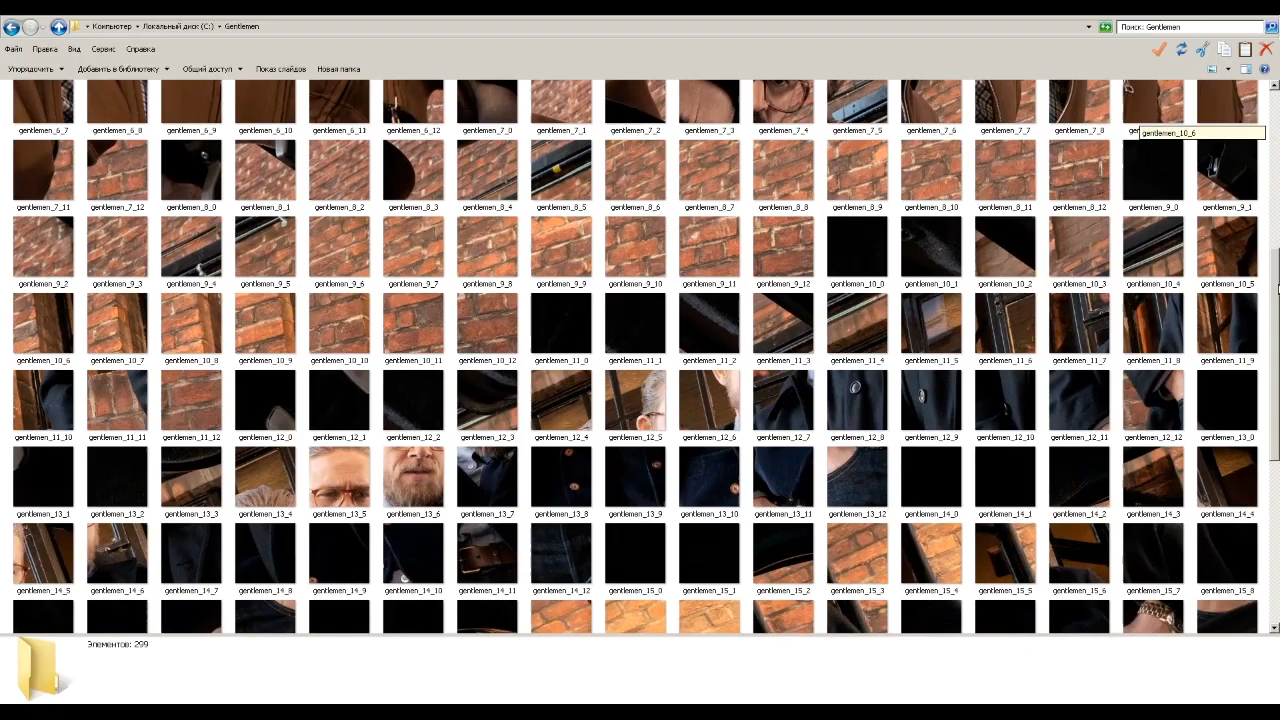 Компьютер Локальный диск (C:) Gentlemen Поиск: Gentlemen
Файл Правка Вид Сервис Справка
Упорядочить Добавить в библиотеку Общий доступ Показ слайдов Новая папка
gentlemen_6_7 gentlemen_6_8 gentlemen_6_9 gentlemen_6_10 gentlemen_6_11 gentlemen_6_12 gentlemen_7_0 gentlemen_7_1 gentlemen_7_2 gentlemen_7_3 gentlemen_7_4 gentlemen_7_5 gentlemen_7_6 gentlemen_7_7 gentlemen_7_8
gentlemen_10_6
gentlemen_7_11 gentlemen_7_12 gentlemen_8_0 gentlemen_8_1 gentlemen_8_2 gentlemen_8_3 gentlemen_8_4 gentlemen_8_5 gentlemen_8_6 gentlemen_8_7 gentlemen_8_8 gentlemen_8_9 gentlemen_8_10 gentlemen_8_11 gentlemen_8_12 gentlemen_9_0 gentlemen_9_1
gentlemen_9_2 gentlemen_9_3 gentlemen_9_4 gentlemen_9_5 gentlemen_9_6 gentlemen_9_7 gentlemen_9_8 gentlemen_9_9 gentlemen_9_10 gentlemen_9_11 gentlemen_9_12 gentlemen_10_0 gentlemen_10_1 gentlemen_10_2 gentlemen_10_3 gentlemen_10_4 gentlemen_10_5
gentlemen_10_6 gentlemen_10_7 gentlemen_10_8 gentlemen_10_9 gentlemen_10_10 gentlemen_10_11 gentlemen_10_12 gentlemen_11_0 gentlemen_11_1 gentlemen_11_2 gentlemen_11_3 gentlemen_11_4 gentlemen_11_5 gentlemen_11_6 gentlemen_11_7 gentlemen_11_8 gentlemen_11_9
gentlemen_11_10 gentlemen_11_11 gentlemen_11_12 gentlemen_12_0 gentlemen_12_1 gentlemen_12_2 gentlemen_12_3 gentlemen_12_4 gentlemen_12_5 gentlemen_12_6 gentlemen_12_7 gentlemen_12_8 gentlemen_12_9 gentlemen_12_10 gentlemen_12_11 gentlemen_12_12 gentlemen_13_0
gentlemen_13_1 gentlemen_13_2 gentlemen_13_3 gentlemen_13_4 gentlemen_13_5 gentlemen_13_6 gentlemen_13_7 gentlemen_13_8 gentlemen_13_9 gentlemen_13_10 gentlemen_13_11 gentlemen_13_12 gentlemen_14_0 gentlemen_14_1 gentlemen_14_2 gentlemen_14_3 gentlemen_14_4
gentlemen_14_5 gentlemen_14_6 gentlemen_14_7 gentlemen_14_8 gentlemen_14_9 gentlemen_14_10 gentlemen_14_11 gentlemen_14_12 gentlemen_15_0 gentlemen_15_1 gentlemen_15_2 gentlemen_15_3 gentlemen_15_4 gentlemen_15_5 gentlemen_15_6 gentlemen_15_7 gentlemen_15_8
Элементов: 299